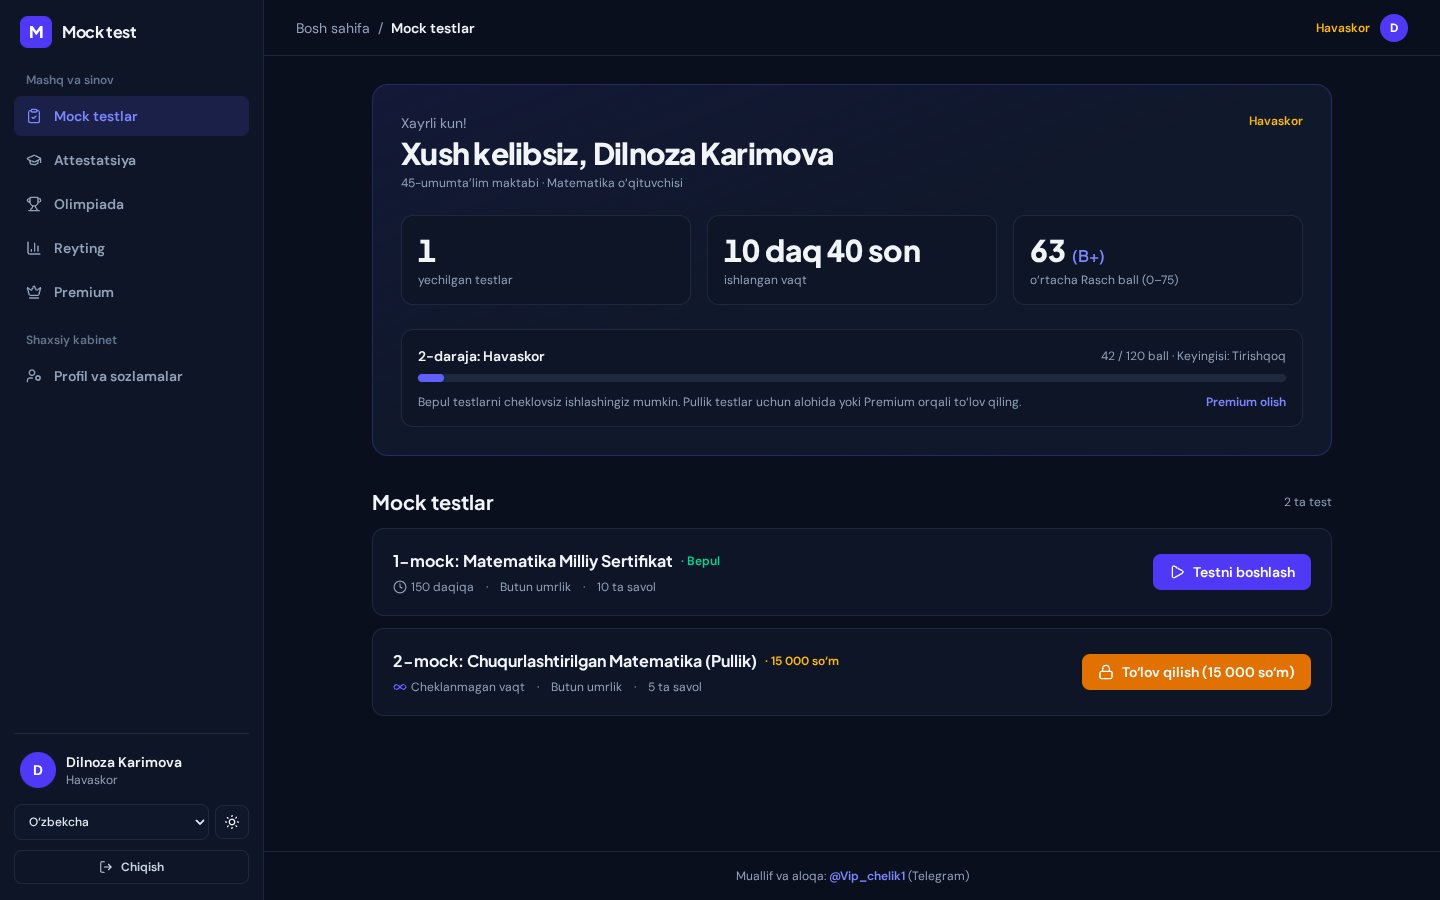 M Mock test
Mashq va sinov
Mock testlar
Attestatsiya
Olimpiada
Reyting
Premium
Shaxsiy kabinet
Profil va sozlamalar
D
Dilnoza Karimova
Havaskor
O‘zbekcha
Chiqish
Bosh sahifa / Mock testlar
Havaskor D
Xayrli kun!
Havaskor
Xush kelibsiz, Dilnoza Karimova
45-umumta’lim maktabi · Matematika o‘qituvchisi
1
yechilgan testlar
10 daq 40 son
ishlangan vaqt
63 (B+)
o‘rtacha Rasch ball (0–75)
2-daraja: Havaskor
42 / 120 ball · Keyingisi: Tirishqoq
Bepul testlarni cheklovsiz ishlashingiz mumkin. Pullik testlar uchun alohida yoki Premium orqali to‘lov qiling.
Premium olish
Mock testlar
2 ta test
1-mock: Matematika Milliy Sertifikat · Bepul
150 daqiqa · Butun umrlik · 10 ta savol
Testni boshlash
2-mock: Chuqurlashtirilgan Matematika (Pullik) · 15 000 so‘m
Cheklanmagan vaqt · Butun umrlik · 5 ta savol
To‘lov qilish (15 000 so‘m)
Muallif va aloqa: @Vip_chelik1 (Telegram)